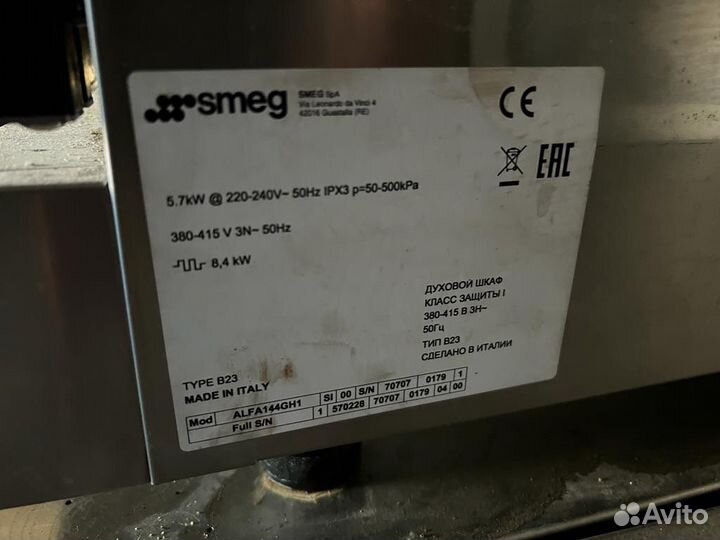 smeg
SMEG SpA
Via Leonardo da Vinci 4
42016 Guastalla (RE)
CE
EAC
5.7kW @ 220-240V~ 50Hz IPX3 p=50-500kPa
380-415 V 3N~ 50Hz
8,4 kW
ДУХОВОЙ ШКАФ
КЛАСС ЗАЩИТЫ I
380-415 В 3Н~
50Гц
ТИП B23
СДЕЛАНО В ИТАЛИИ
TYPE B23
MADE IN ITALY
Mod ALFA144GH1 SI 00 S/N 70707 0179 1
Full S/N 1 570226 70707 0179 04 00
Avito